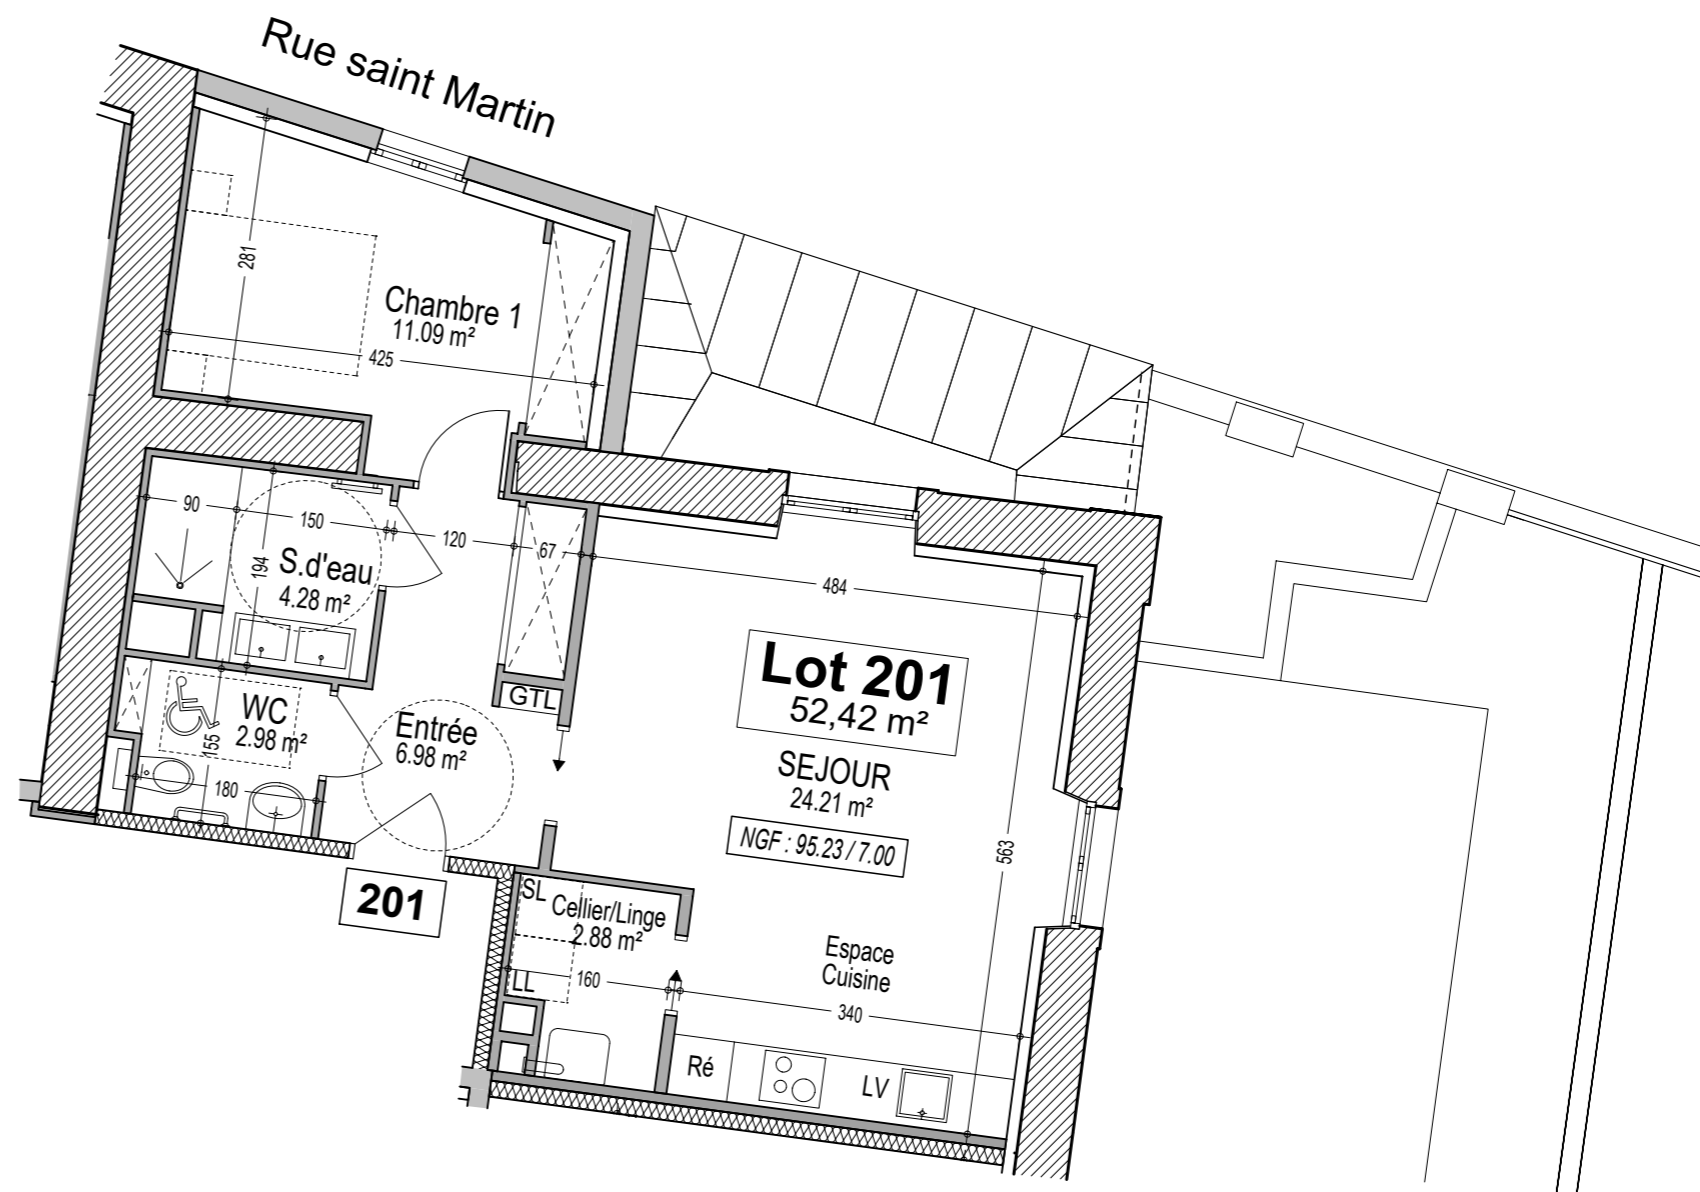 Rue saint Martin
281
Chambre 1
11.09 m²
425
90
150
120
67
484
194
S.d'eau
4.28 m²
Lot 201
52,42 m²
GTL
WC
2.98 m²
155
180
Entrée
6.98 m²
SEJOUR
24.21 m²
NGF : 95.23 / 7.00
563
201
SL
Cellier/Linge
2.88 m²
LL
160
Espace
Cuisine
340
Ré
LV